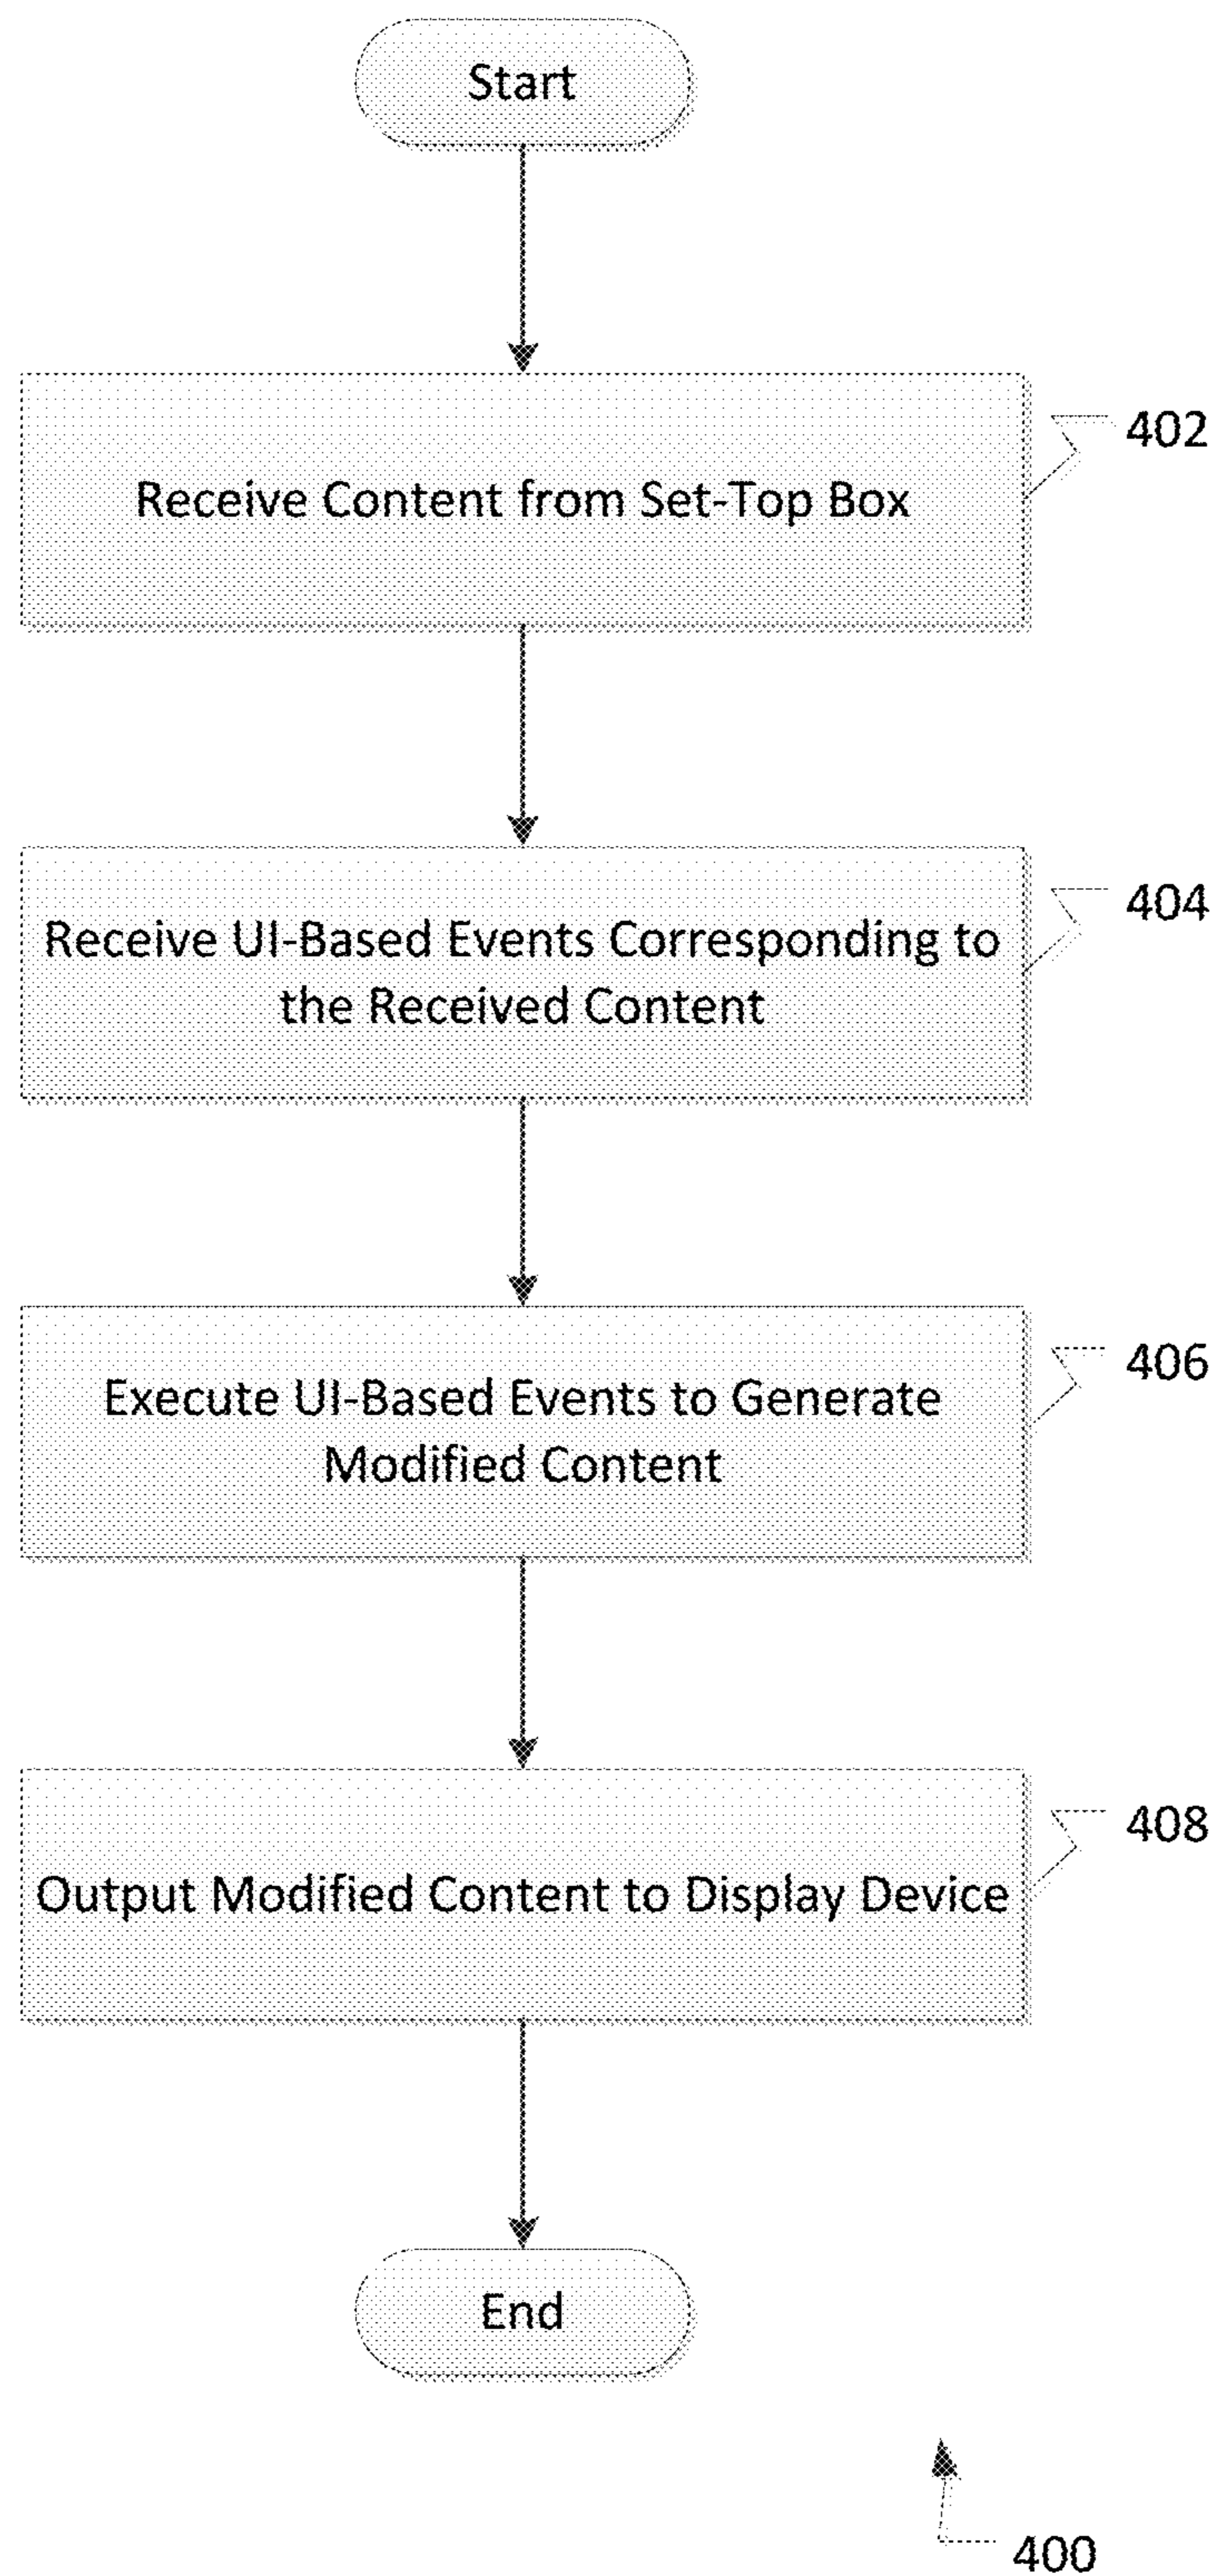 Start
Receive Content from Set-Top Box
402
Receive UI-Based Events Corresponding to
the Received Content
404
Execute UI-Based Events to Generate
Modified Content
406
Output Modified Content to Display Device
408
End
400